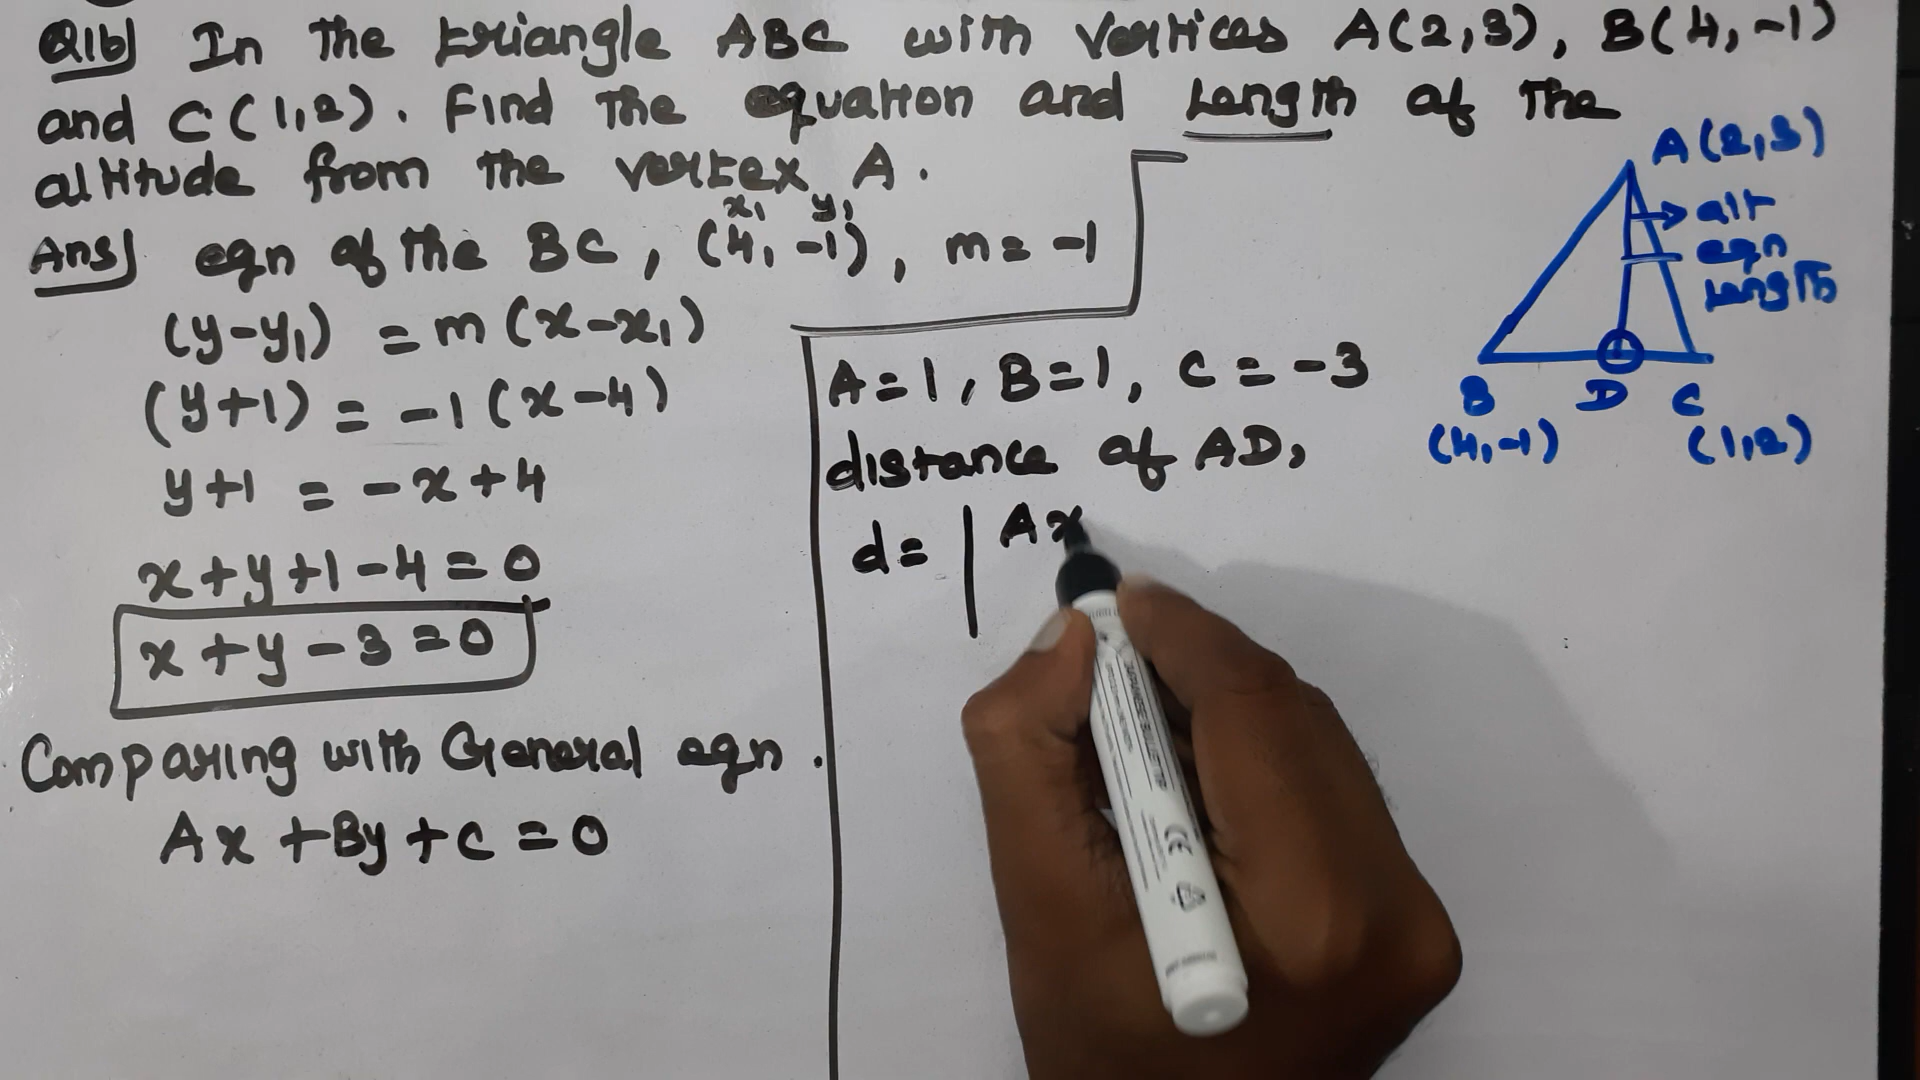 Q16) In The triangle ABC with vertices A(2,3), B(4,-1)
and C(1,2). Find The equation and Length of The
altitude from the vertex A.
x₁ y₁
Ans) eqn of The BC, (4, -1), m = -1
(y-y₁) = m(x-x₁)
(y+1) = -1(x-4)
y+1 = -x+4
x+y+1-4=0
x+y-3=0
Comparing with General eqn.
Ax+By+C=0
A=1, B=1, C=-3
distance of AD,
d= | Ax
A(2,3)
alt
eqn
Length
B D C
(4,-1) (1,2)